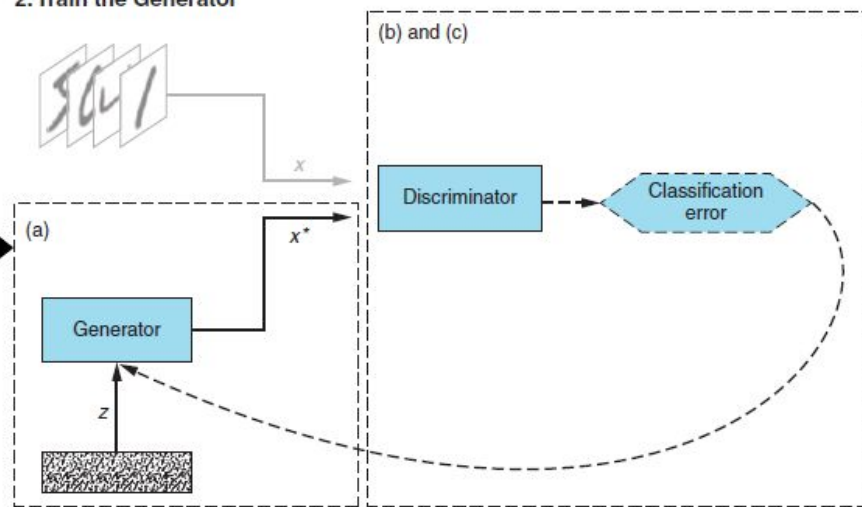 2. Train the Generator
(b) and (c)
x
Discriminator
Classification
error
(a)
x*
Generator
z